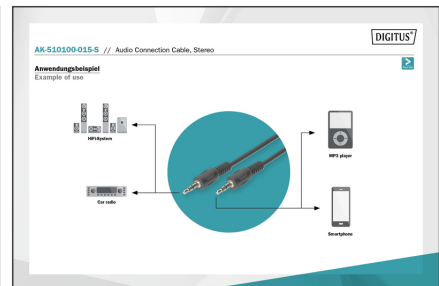 DIGITUS®
AK-510100-015-S // Audio Connection Cable, Stereo
Anwendungsbeispiel
Example of use
HiFi-System
MP3 player
Car radio
Smartphone